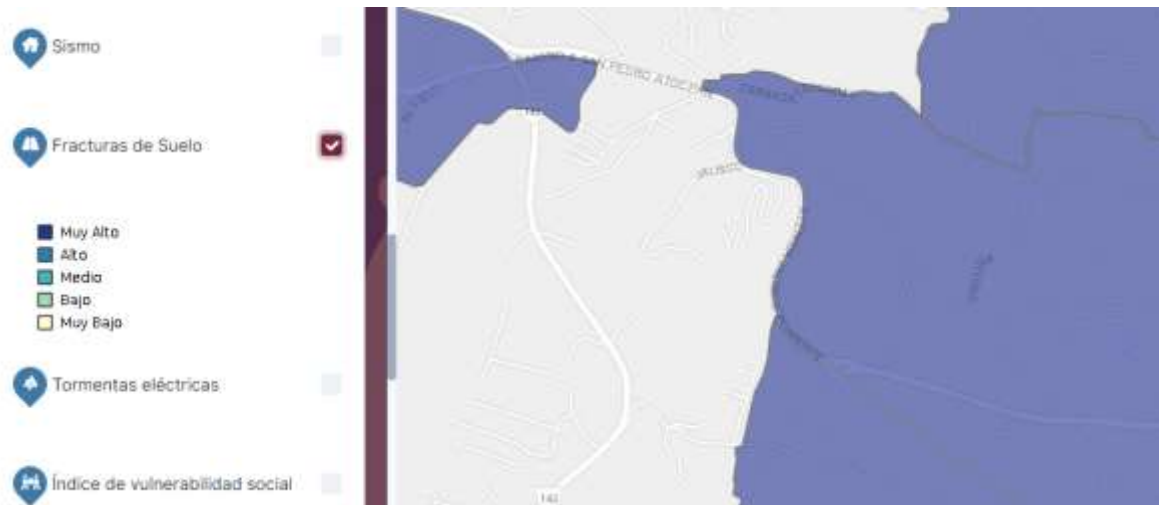 Sismo
Fracturas de Suelo
Muy Alto
Alto
Medio
Bajo
Muy Bajo
Tormentas eléctricas
Índice de vulnerabilidad social
SAN PEDRO
JALISCO
142